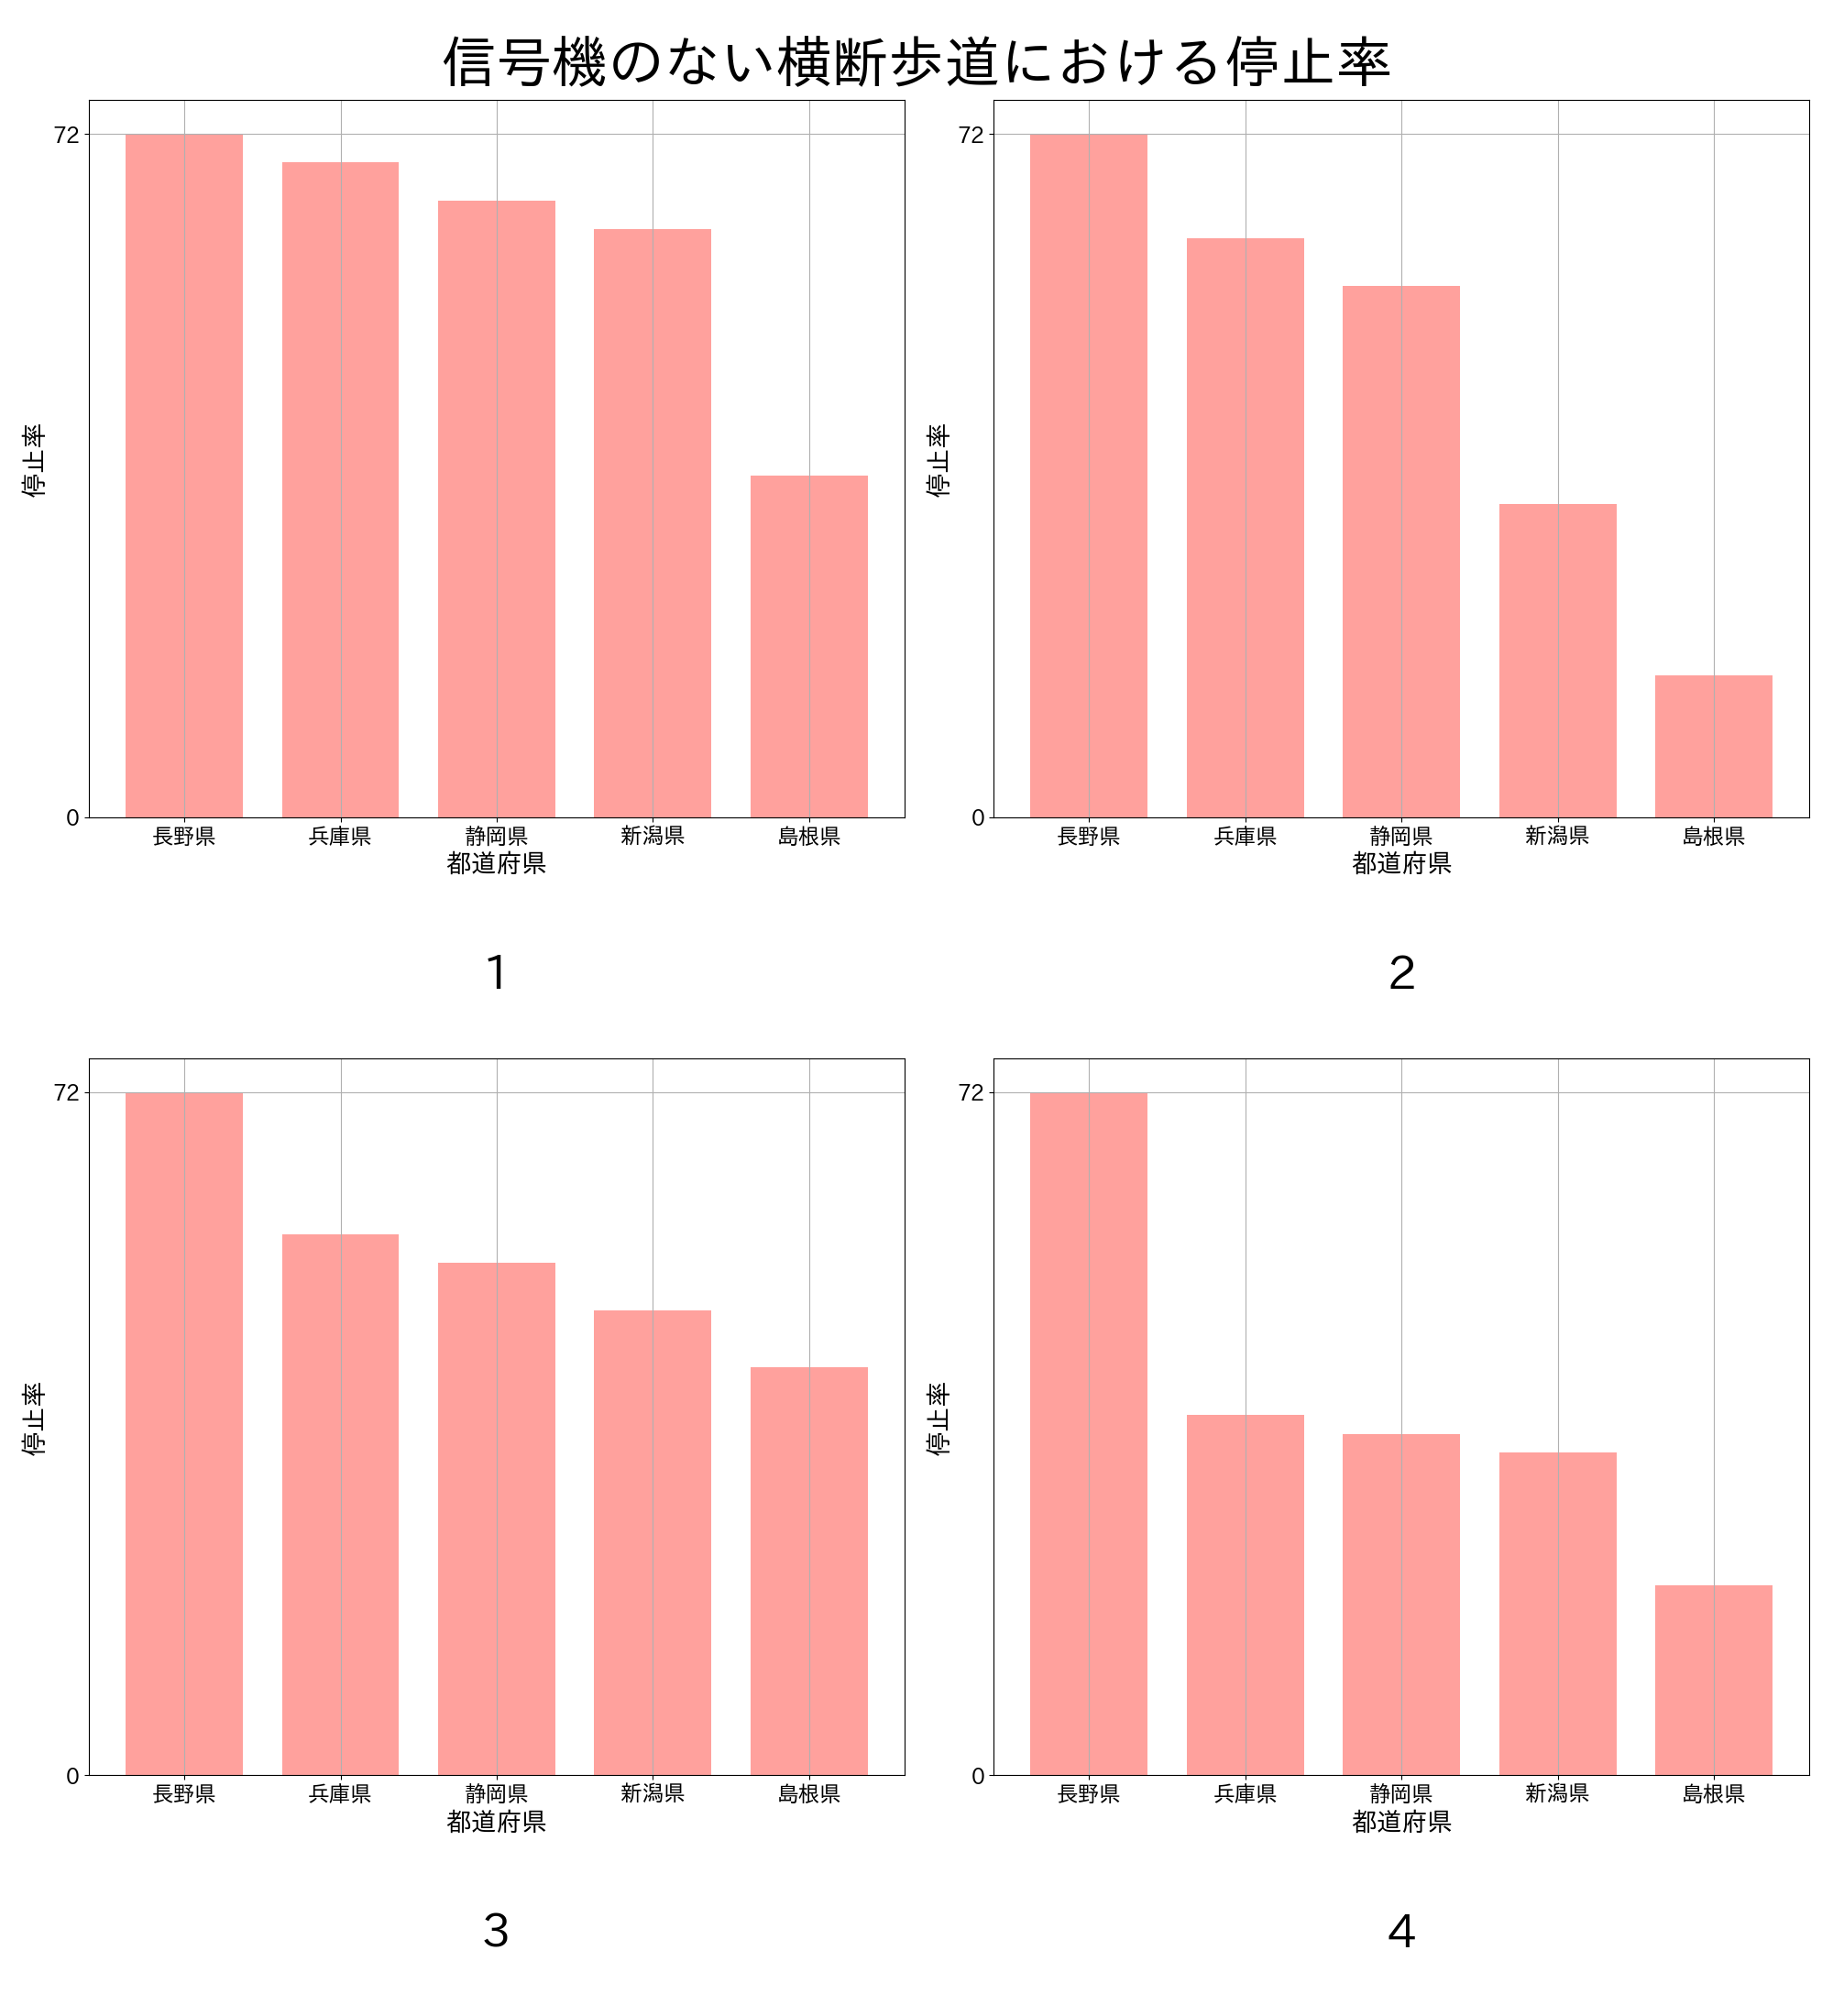 信号機のない横断歩道における停止率
72
0
停止率
長野県 兵庫県 静岡県 新潟県 島根県
都道府県
1
72
0
停止率
長野県 兵庫県 静岡県 新潟県 島根県
都道府県
2
72
0
停止率
長野県 兵庫県 静岡県 新潟県 島根県
都道府県
3
72
0
停止率
長野県 兵庫県 静岡県 新潟県 島根県
都道府県
4